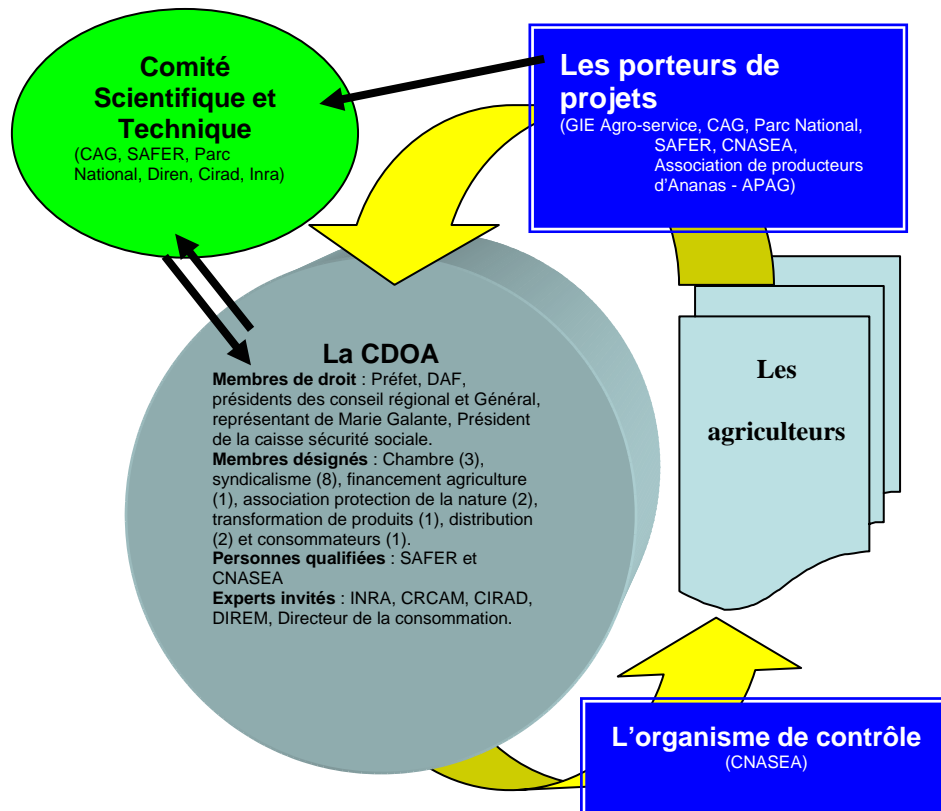 Comité
Scientifique et
Technique
(CAG, SAFER, Parc
National, Diren, Cirad, Inra)
Les porteurs de
projets
(GIE Agro-service, CAG, Parc National,
SAFER, CNASEA,
Association de producteurs
d'Ananas - APAG)
La CDOA
Membres de droit : Préfet, DAF,
présidents des conseil régional et Général,
représentant de Marie Galante, Président
de la caisse sécurité sociale.
Membres désignés : Chambre (3),
syndicalisme (8), financement agriculture
(1), association protection de la nature (2),
transformation de produits (1), distribution
(2) et consommateurs (1).
Personnes qualifiées : SAFER et
CNASEA
Experts invités : INRA, CRCAM, CIRAD,
DIREM, Directeur de la consommation.
Les
agriculteurs
L'organisme de contrôle
(CNASEA)